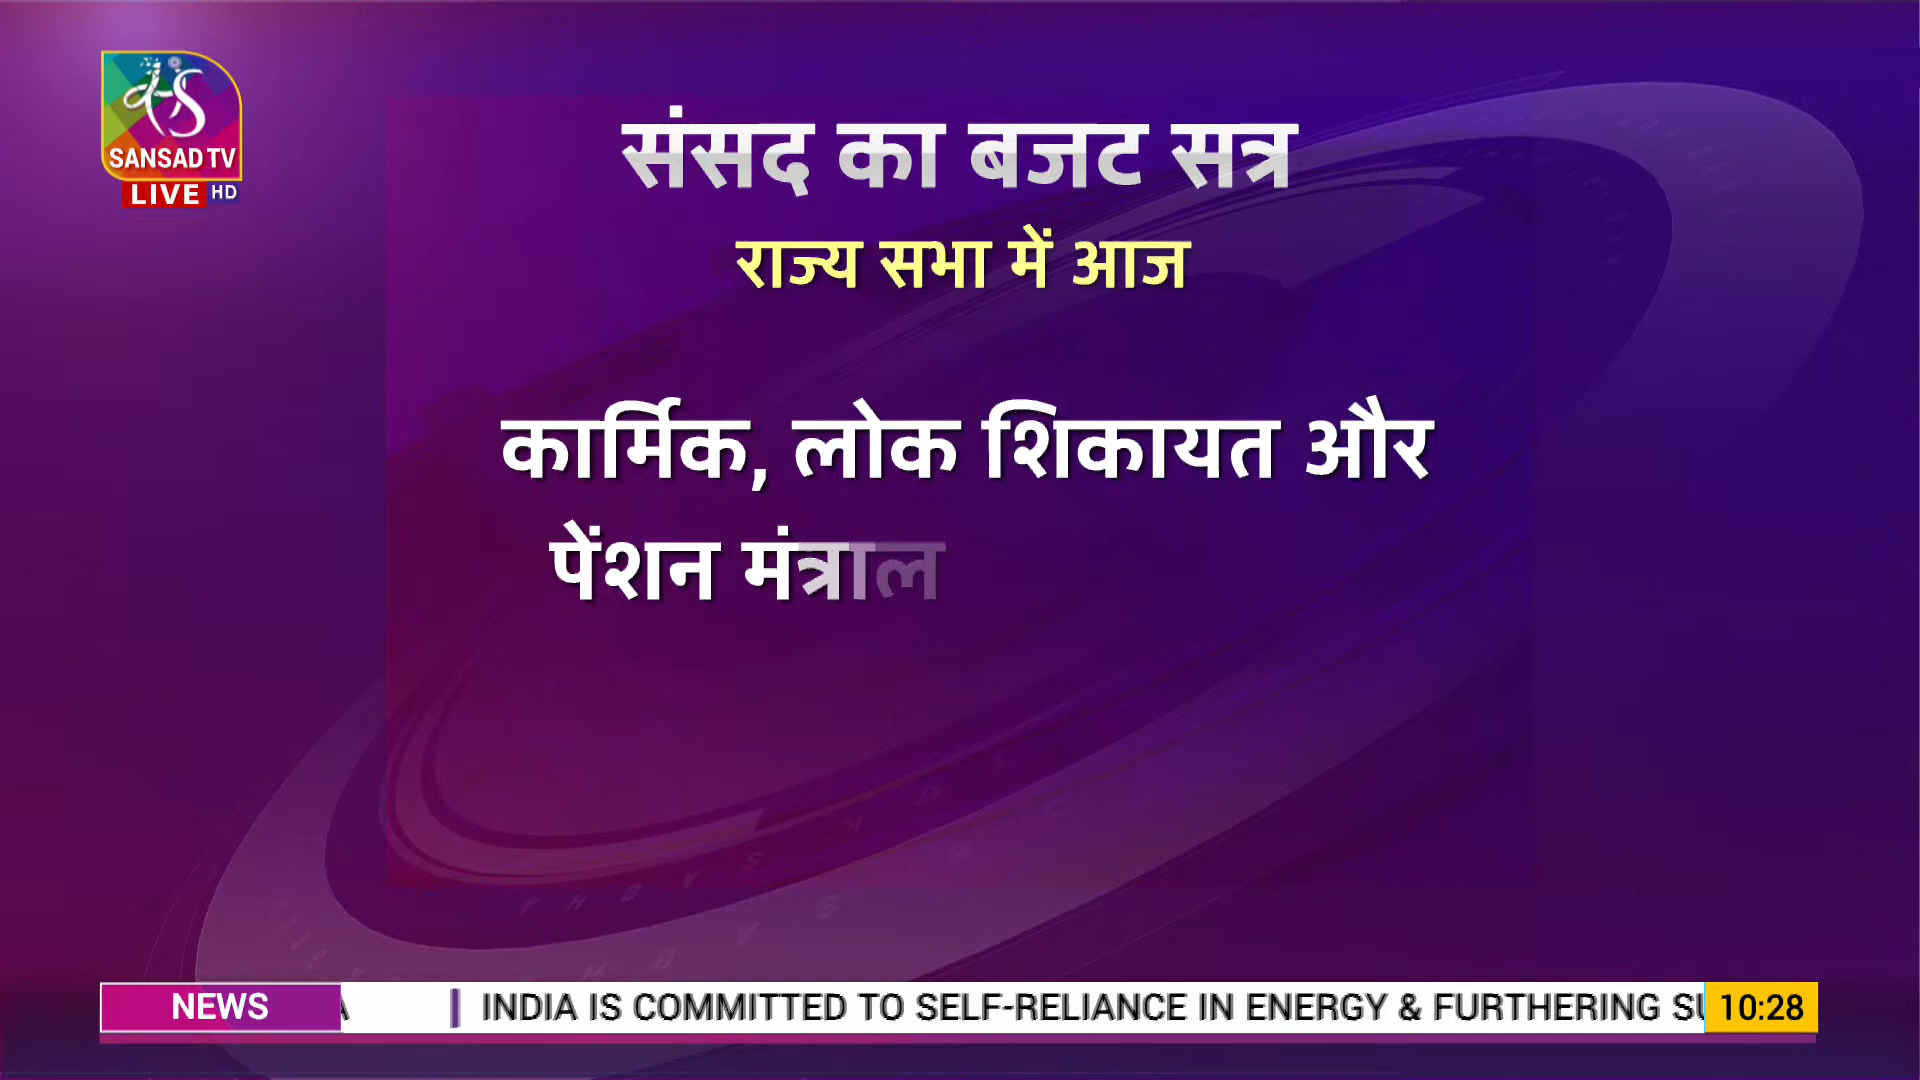 SANSAD TV
LIVE HD
संसद का बजट सत्र
राज्य सभा में आज
कार्मिक, लोक शिकायत और
पेंशन मंत्राल
NEWS
INDIA IS COMMITTED TO SELF-RELIANCE IN ENERGY & FURTHERING
10:28